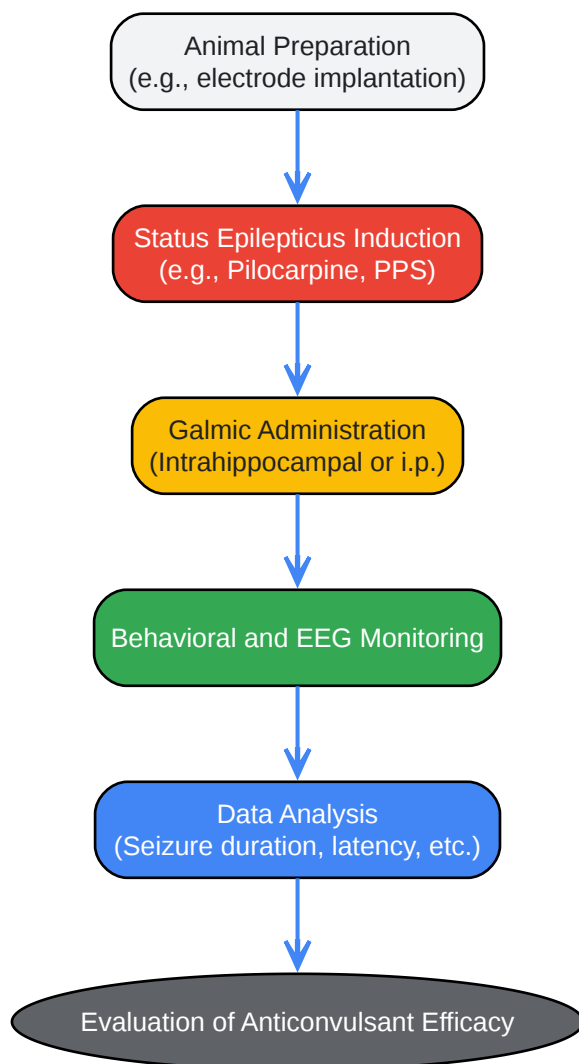 Animal Preparation
(e.g., electrode implantation)
Status Epilepticus Induction
(e.g., Pilocarpine, PPS)
Galmic Administration
(Intrahippocampal or i.p.)
Behavioral and EEG Monitoring
Data Analysis
(Seizure duration, latency, etc.)
Evaluation of Anticonvulsant Efficacy